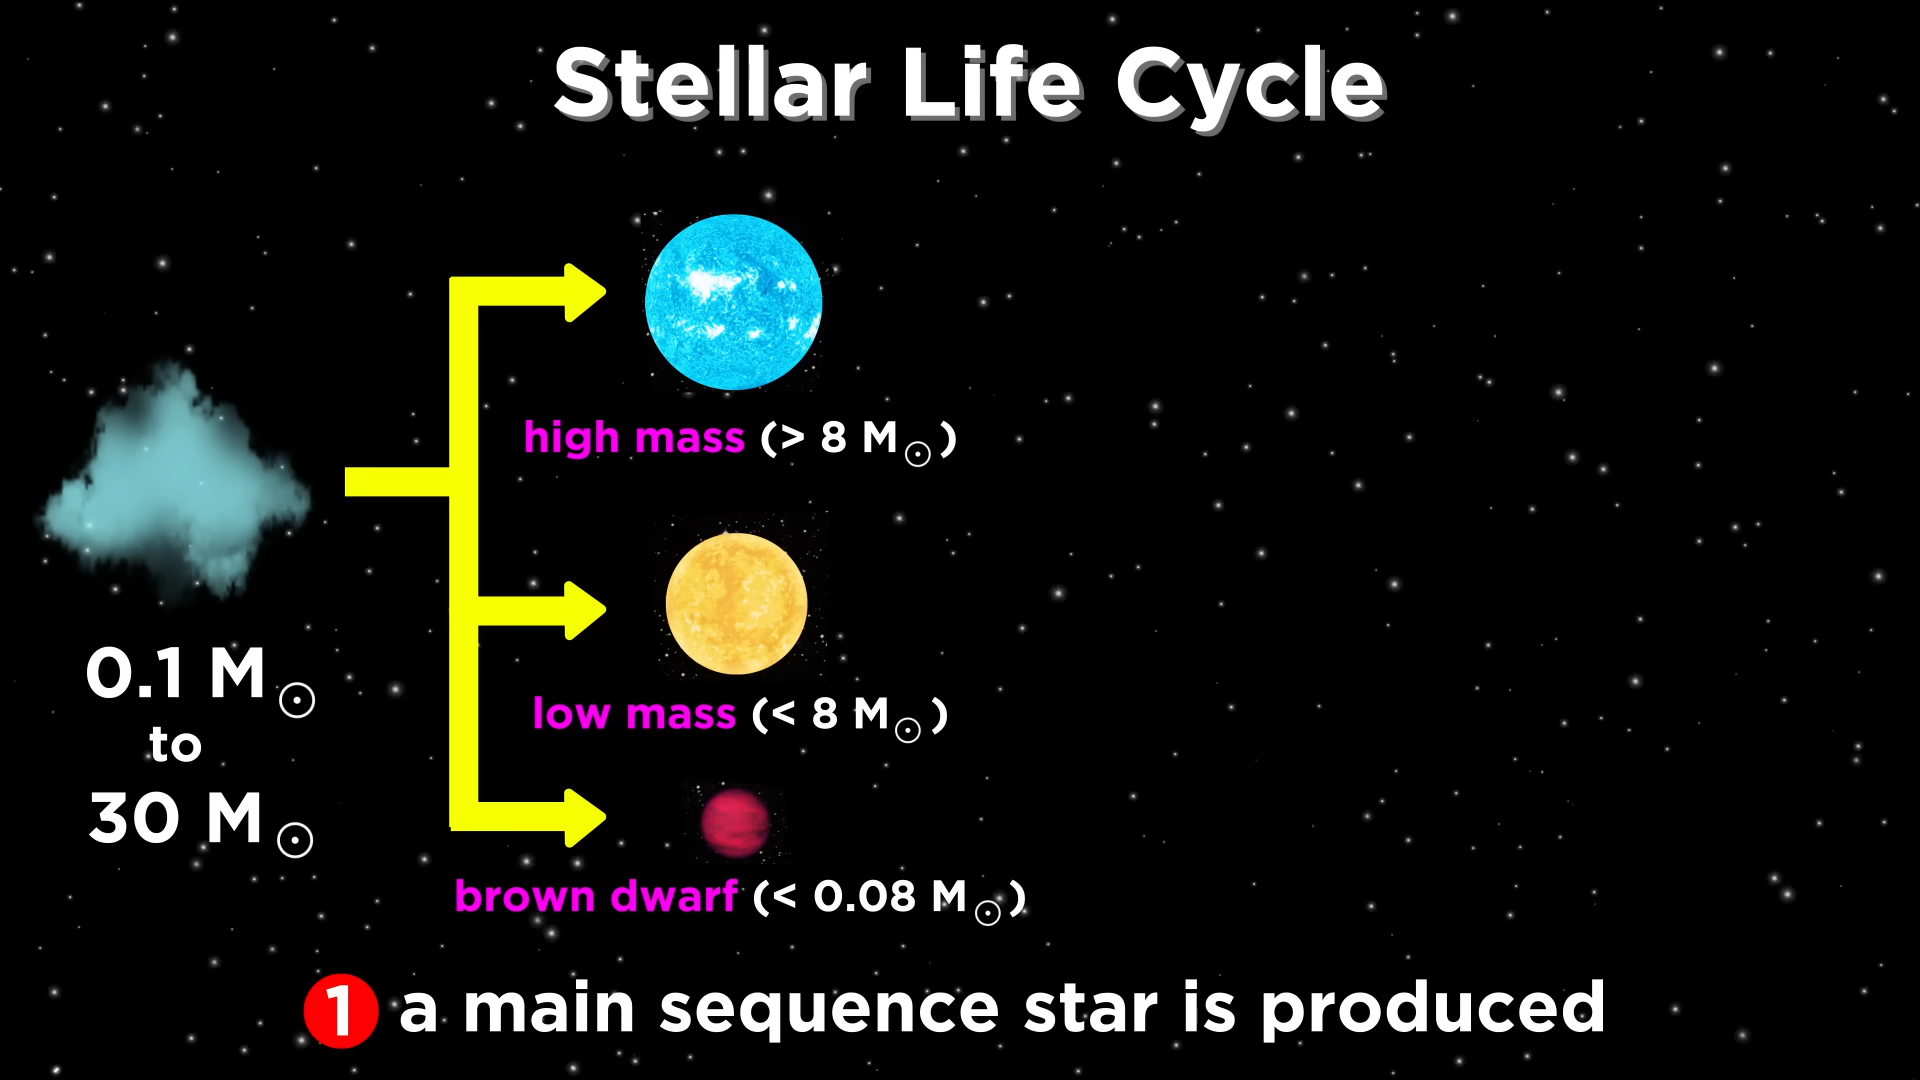 Stellar Life Cycle
high mass (> 8 M☉)
low mass (< 8 M☉)
brown dwarf (< 0.08 M☉)
0.1 M☉
to
30 M☉
1 a main sequence star is produced